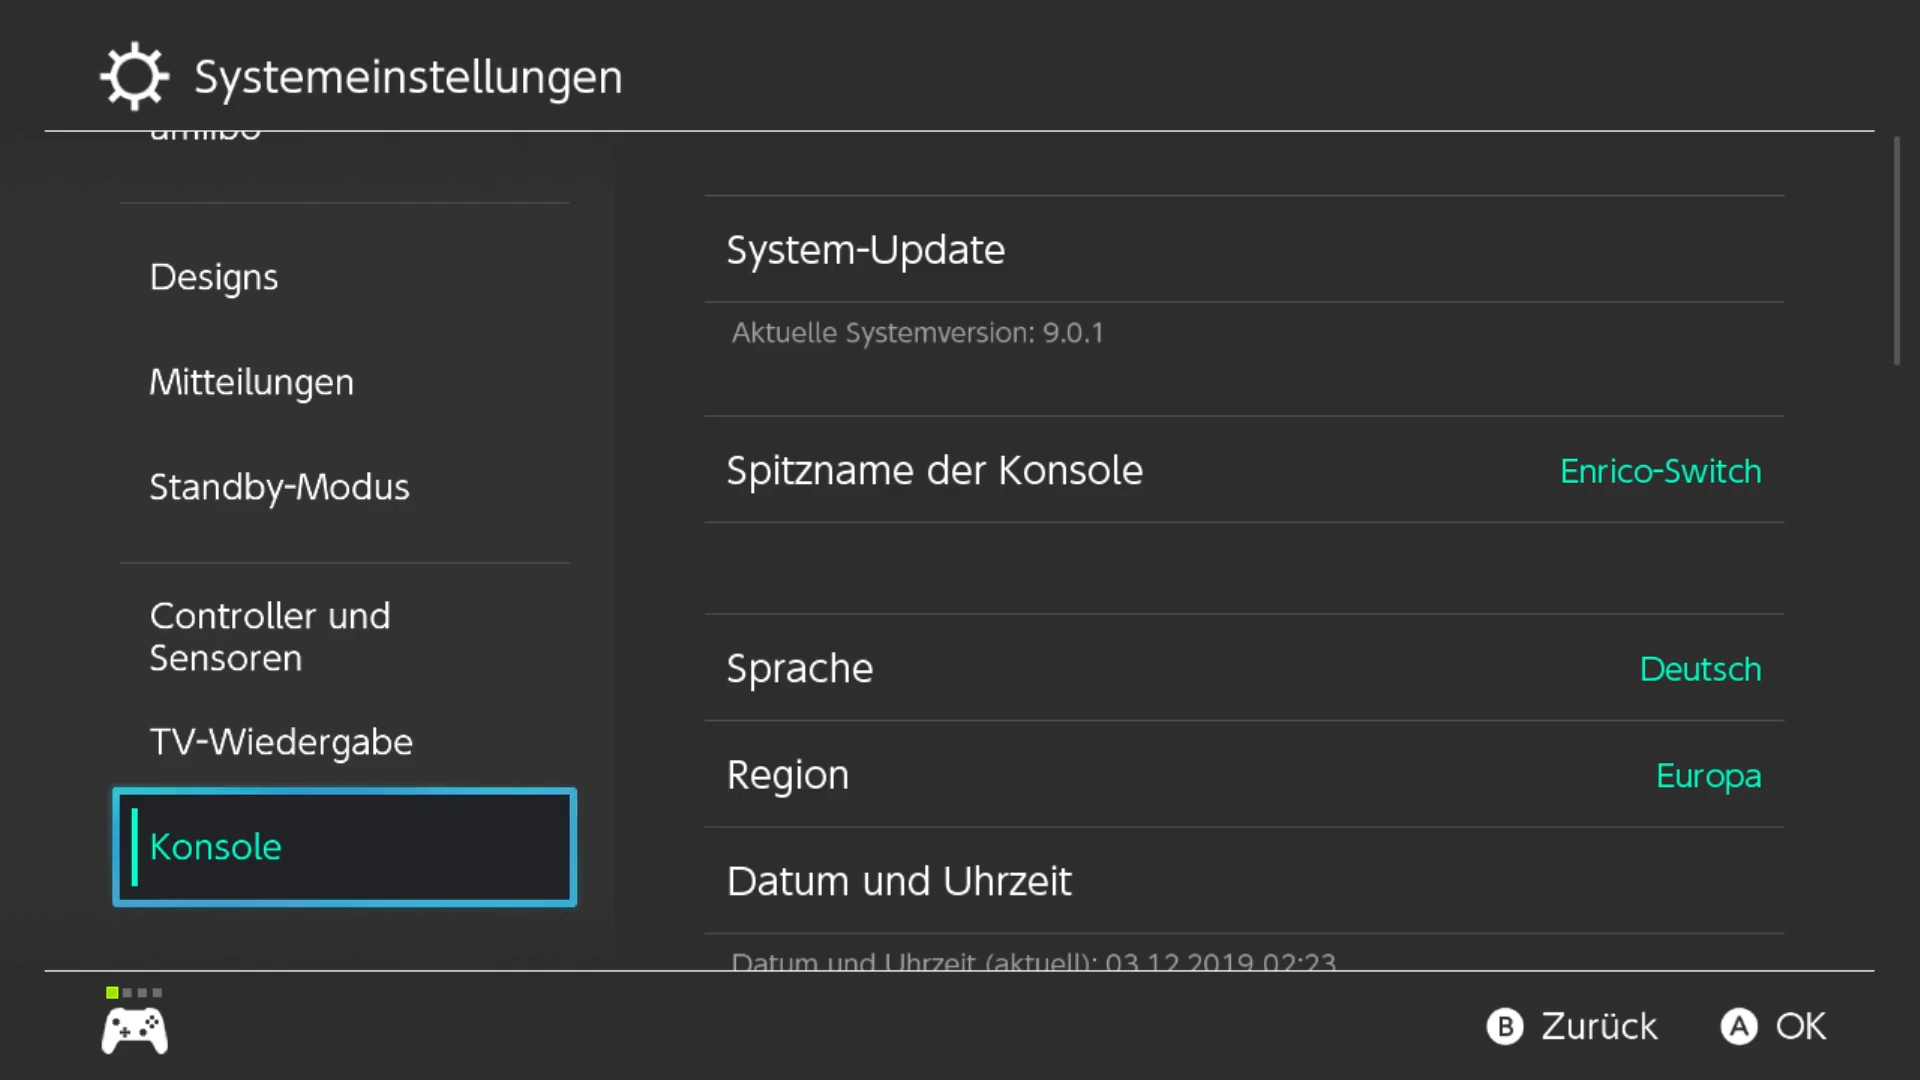 Systemeinstellungen
amiibo
Designs
Mitteilungen
Standby-Modus
Controller und
Sensoren
TV-Wiedergabe
Konsole
System-Update
Aktuelle Systemversion: 9.0.1
Spitzname der Konsole Enrico-Switch
Sprache Deutsch
Region Europa
Datum und Uhrzeit
Datum und Uhrzeit (aktuell): 03.12.2019 02:23
B Zurück A OK